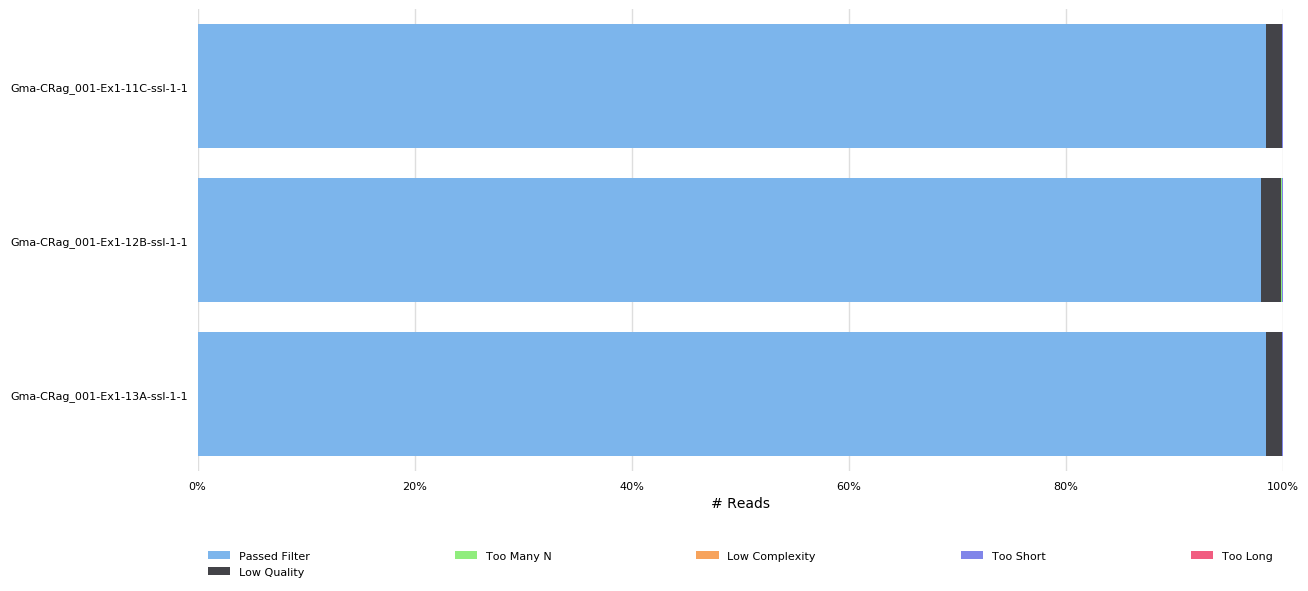 Gma-CRag_001-Ex1-11C-ssl-1-1
Gma-CRag_001-Ex1-12B-ssl-1-1
Gma-CRag_001-Ex1-13A-ssl-1-1
0% 20% 40% 60% 80% 100%
# Reads
Passed Filter Too Many N Low Complexity Too Short Too Long
Low Quality